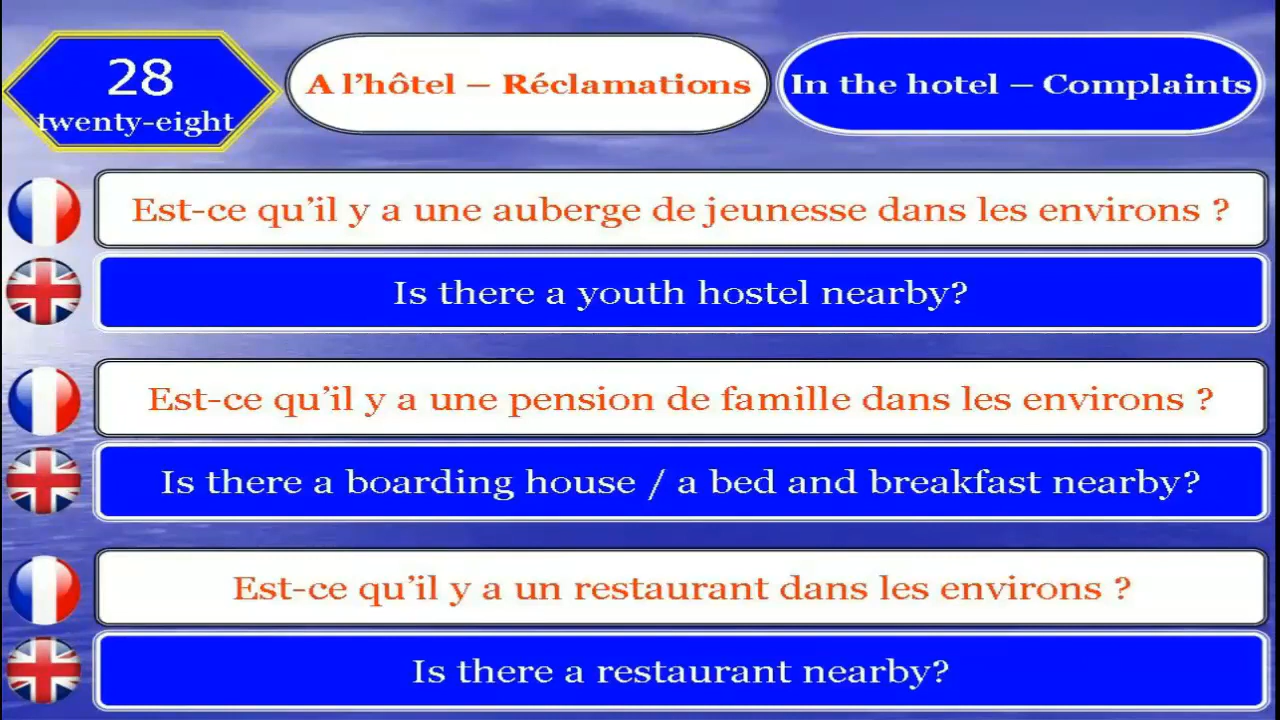 28
twenty-eight
A l’hôtel – Réclamations
In the hotel – Complaints
Est-ce qu’il y a une auberge de jeunesse dans les environs ?
Is there a youth hostel nearby?
Est-ce qu’il y a une pension de famille dans les environs ?
Is there a boarding house / a bed and breakfast nearby?
Est-ce qu’il y a un restaurant dans les environs ?
Is there a restaurant nearby?